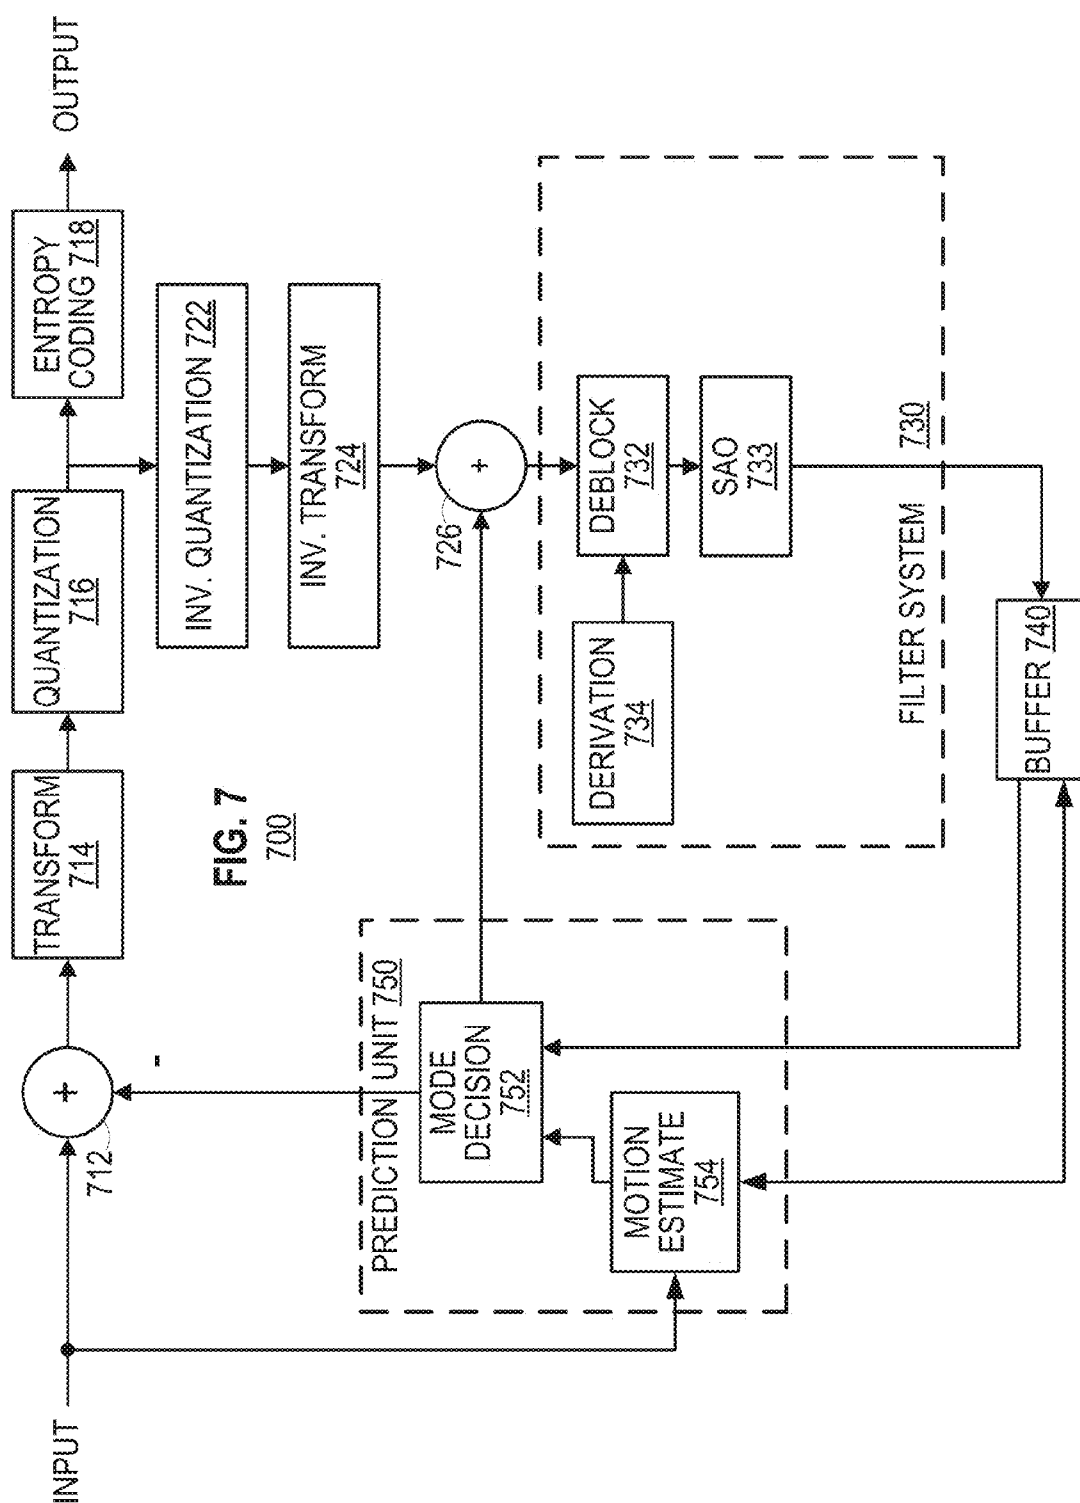 INPUT
712
+
-
TRANSFORM
714
QUANTIZATION
716
ENTROPY
CODING 718
OUTPUT
INV. QUANTIZATION 722
INV. TRANSFORM
724
FIG. 7
700
726
+
PREDICTION UNIT 750
MODE
DECISION
752
MOTION
ESTIMATE
754
DERIVATION
734
DEBLOCK
732
SAO
733
FILTER SYSTEM 730
BUFFER 740